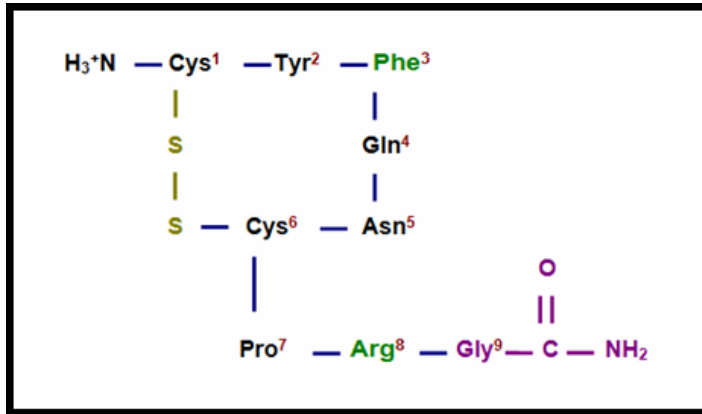 H₃⁺N — Cys¹ — Tyr² — Phe³
S Gln⁴
S — Cys⁶ — Asn⁵
O
Pro⁷ — Arg⁸ — Gly⁹ — C — NH₂